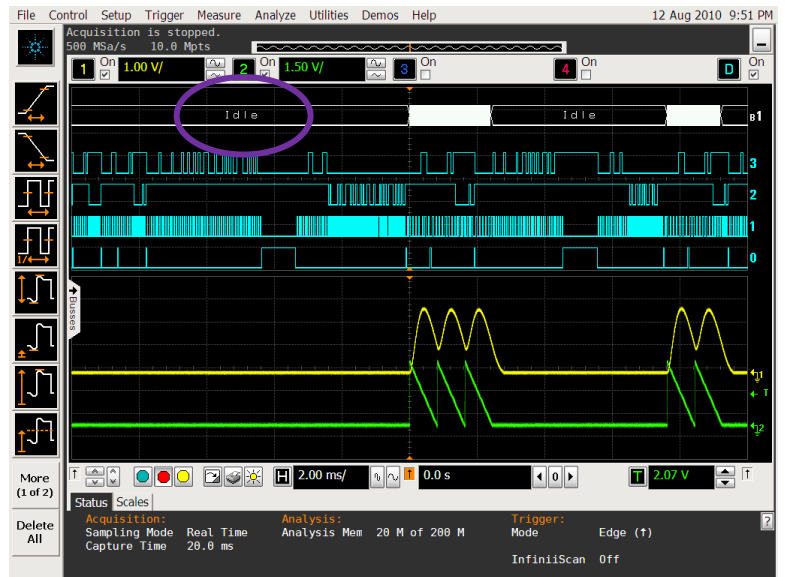 File Control Setup Trigger Measure Analyze Utilities Demos Help 12 Aug 2010 9:51 PM
Acquisition is stopped.
500 MSa/s 10.0 Mpts
1 On 1.00 V/ 2 On 1.50 V/ 3 On 4 On D On
Idle Idle B1
3
2
1
0
Busses
1
T
2
H 2.00 ms/ T 0.0 s 0 T 2.07 V
More
(1 of 2)
Delete
All
Status Scales
Acquisition: Analysis: Trigger:
Sampling Mode Real Time Analysis Mem 20 M of 200 M Mode Edge (↑)
Capture Time 20.0 ms
InfiniiScan Off
?
1/